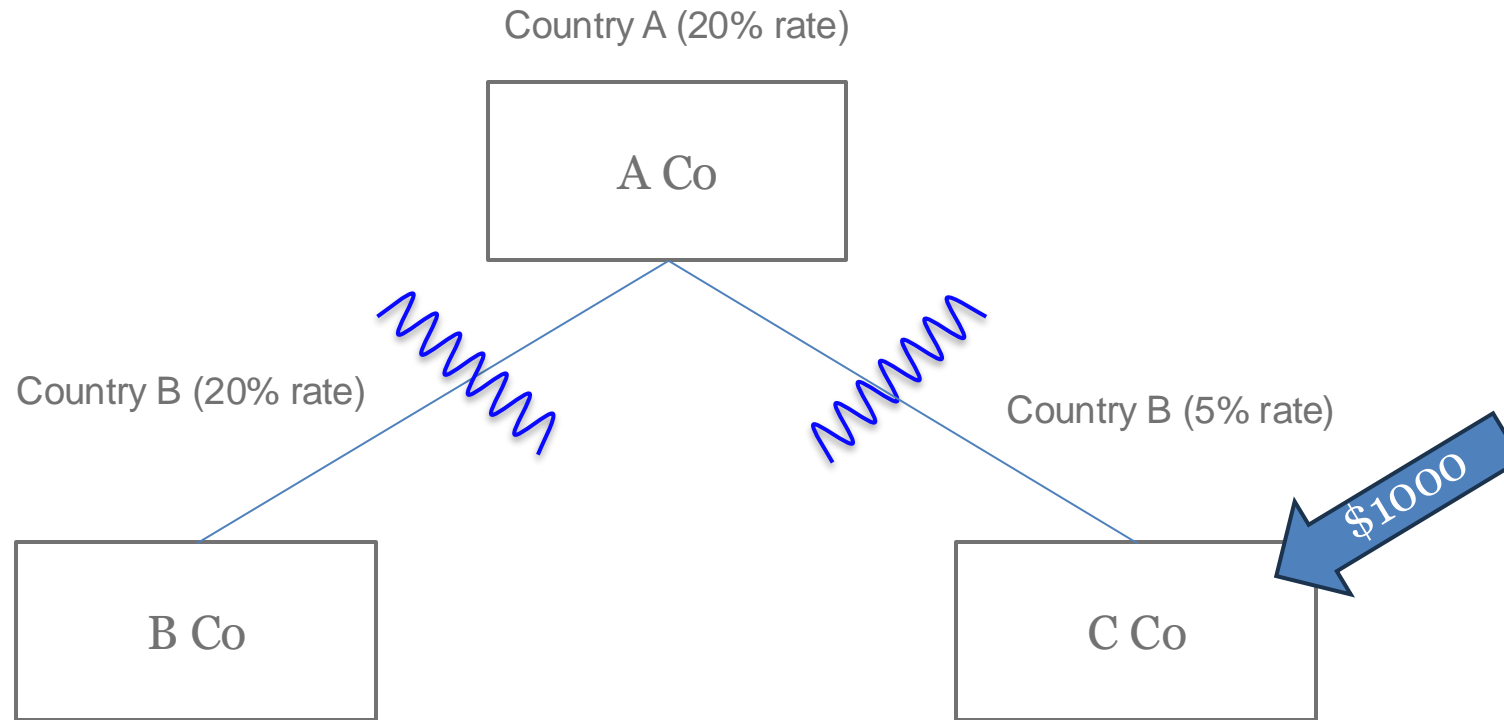 Country A (20% rate)
A Co
Country B (20% rate)
Country B (5% rate)
$1000
B Co
C Co